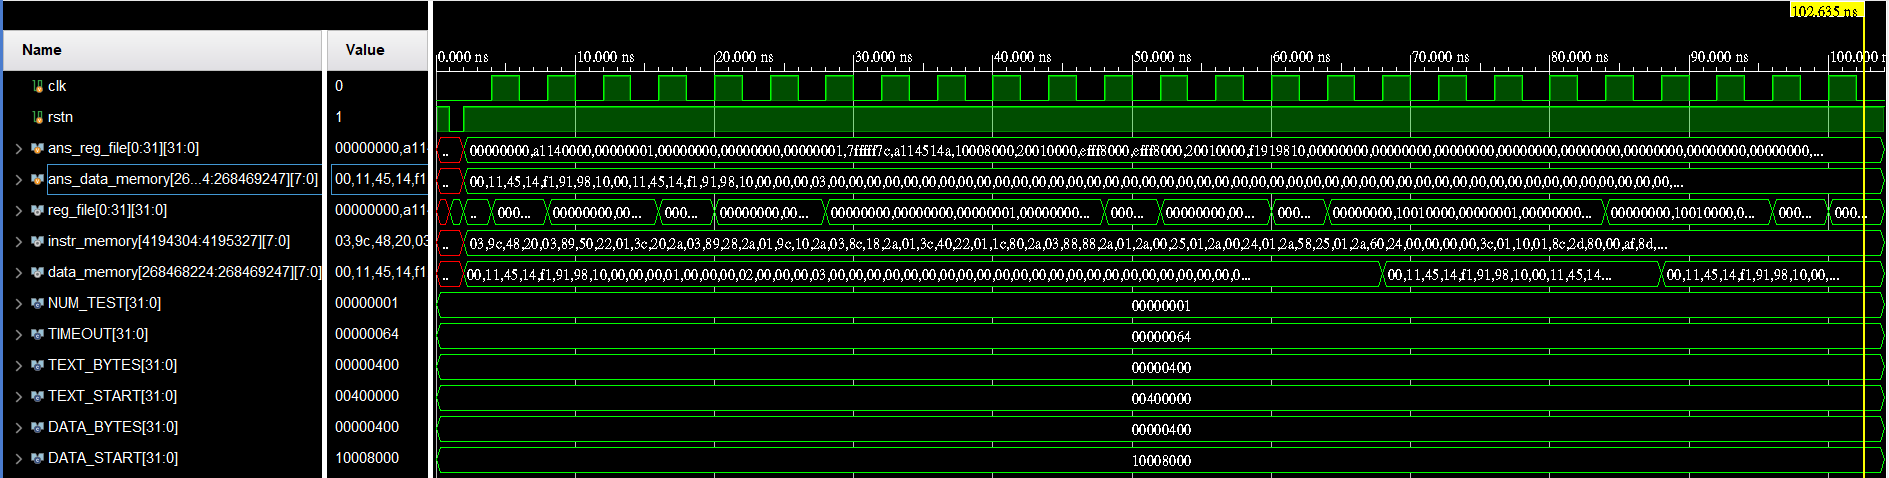 102.635 ns
Name Value
0.000 ns 10.000 ns 20.000 ns 30.000 ns 40.000 ns 50.000 ns 60.000 ns 70.000 ns 80.000 ns 90.000 ns 100.000
clk 0
rstn 1
ans_reg_file[0:31][31:0] 00000000,a11 .. 00000000,a1140000,00000001,00000000,00000000,00000001,7fffff7c,a114514a,10008000,20010000,efff8000,efff8000,20010000,f1919810,00000000,00000000,00000000,00000000,00000000,00000000,00000000,00000000,...
ans_data_memory[26...4:268469247][7:0] 00,11,45,14,f1 .. 00,11,45,14,f1,91,98,10,00,11,45,14,f1,91,98,10,00,00,00,03,00,00,00,00,00,00,00,00,00,00,00,00,00,00,00,00,00,00,00,00,00,00,00,00,00,00,00,00,00,00,00,00,00,00,00,00,00,00,00,00,00,00,...
reg_file[0:31][31:0] 00000000,a11 .. 000... 00000000,00... 000... 00000000,00... 00000000,00000000,00000001,00000000... 000... 00000000,00... 000... 00000000,10010000,00000001,0000000... 00000000,10010000,0... 000... 000...
instr_memory[4194304:4195327][7:0] 03,9c,48,20,03 .. 03,9c,48,20,03,89,50,22,01,3c,20,2a,03,89,28,2a,01,9c,10,2a,03,8c,18,2a,01,3c,40,22,01,1c,80,2a,03,88,88,2a,01,2a,00,25,01,2a,00,24,01,2a,58,25,01,2a,60,24,00,00,00,00,3c,01,10,01,8c,2d,80,00,af,8d,...
data_memory[268468224:268469247][7:0] 00,11,45,14,f1 .. 00,11,45,14,f1,91,98,10,00,00,00,01,00,00,00,02,00,00,00,03,00,00,00,00,00,00,00,00,00,00,00,00,00,00,00,00,00,00,00,00,00,00,0... 00,11,45,14,f1,91,98,10,00,11,45,14... 00,11,45,14,f1,91,98,10,00,...
NUM_TEST[31:0] 00000001 00000001
TIMEOUT[31:0] 00000064 00000064
TEXT_BYTES[31:0] 00000400 00000400
TEXT_START[31:0] 00400000 00400000
DATA_BYTES[31:0] 00000400 00000400
DATA_START[31:0] 10008000 10008000